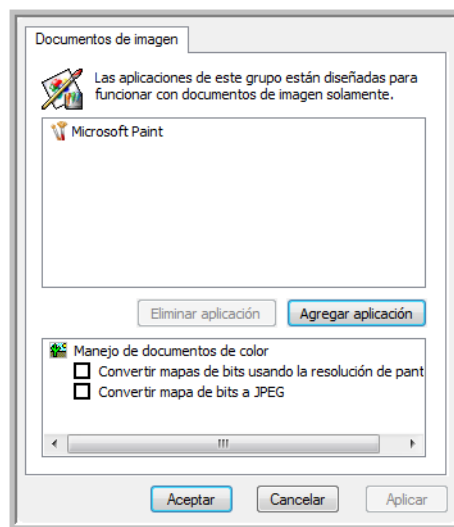 Documentos de imagen
Las aplicaciones de este grupo están diseñadas para
funcionar con documentos de imagen solamente.
Microsoft Paint
Eliminar aplicación
Agregar aplicación
Manejo de documentos de color
Convertir mapas de bits usando la resolución de pant
Convertir mapa de bits a JPEG
Aceptar
Cancelar
Aplicar